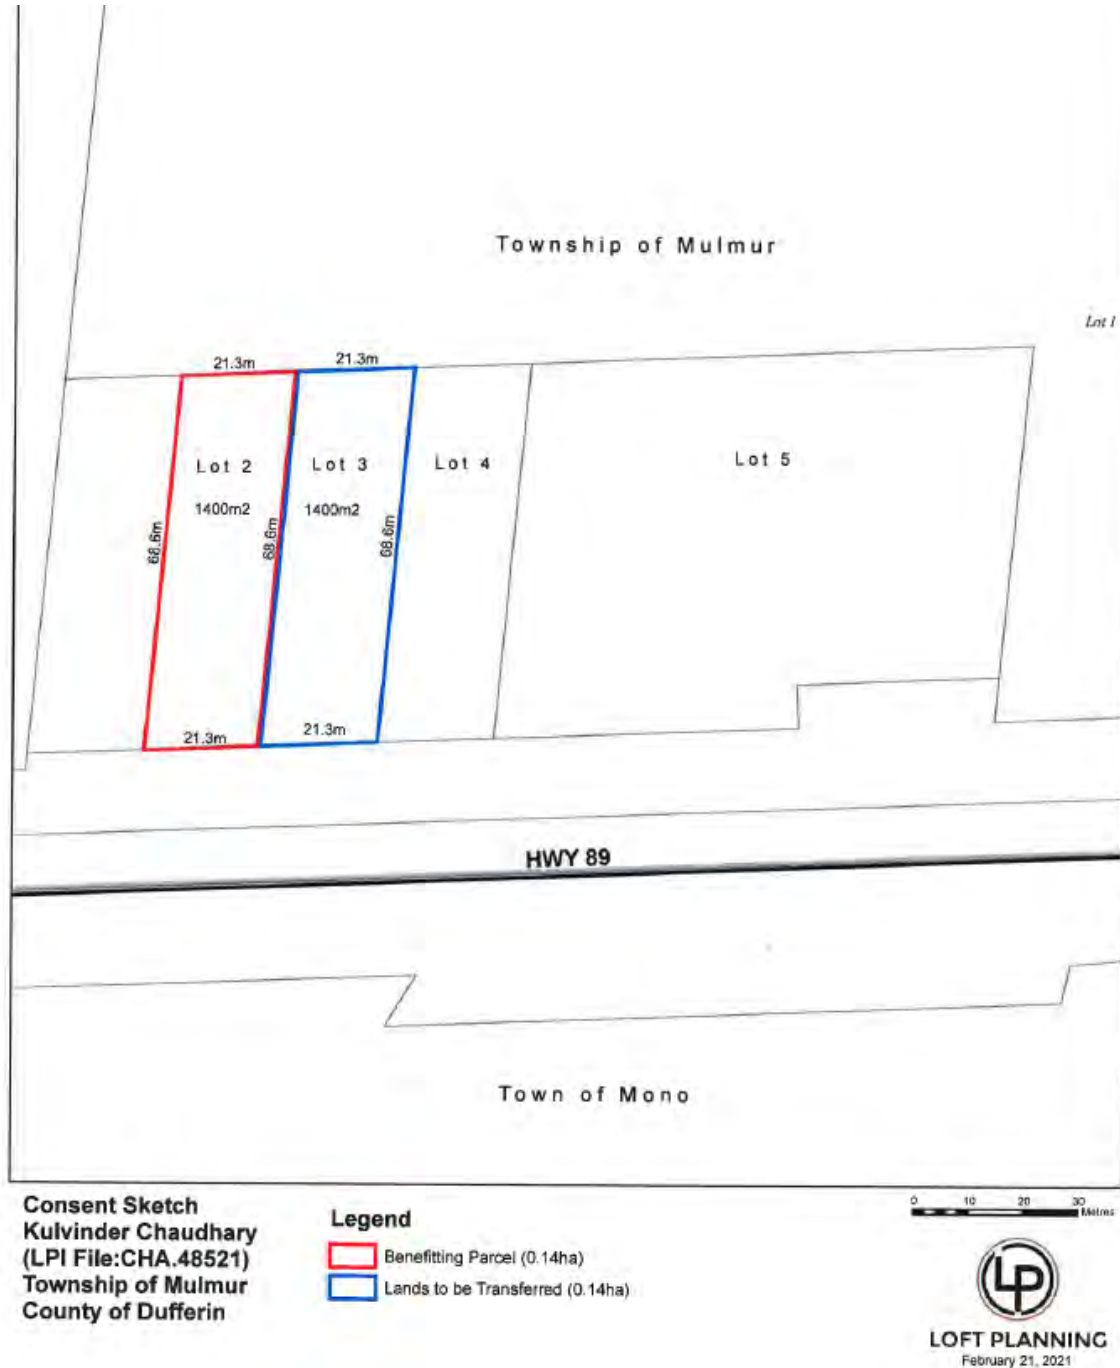 Township of Mulmur
Lot 1
21.3m
21.3m
Lot 2
Lot 3
Lot 4
Lot 5
1400m2
1400m2
68.6m
68.6m
68.6m
21.3m
21.3m
HWY 89
Town of Mono
Consent Sketch
Kulvinder Chaudhary
(LPI File:CHA.48521)
Township of Mulmur
County of Dufferin
Legend
Benefitting Parcel (0.14ha)
Lands to be Transferred (0.14ha)
0 10 20 30
Metres
LP
LOFT PLANNING
February 21, 2021